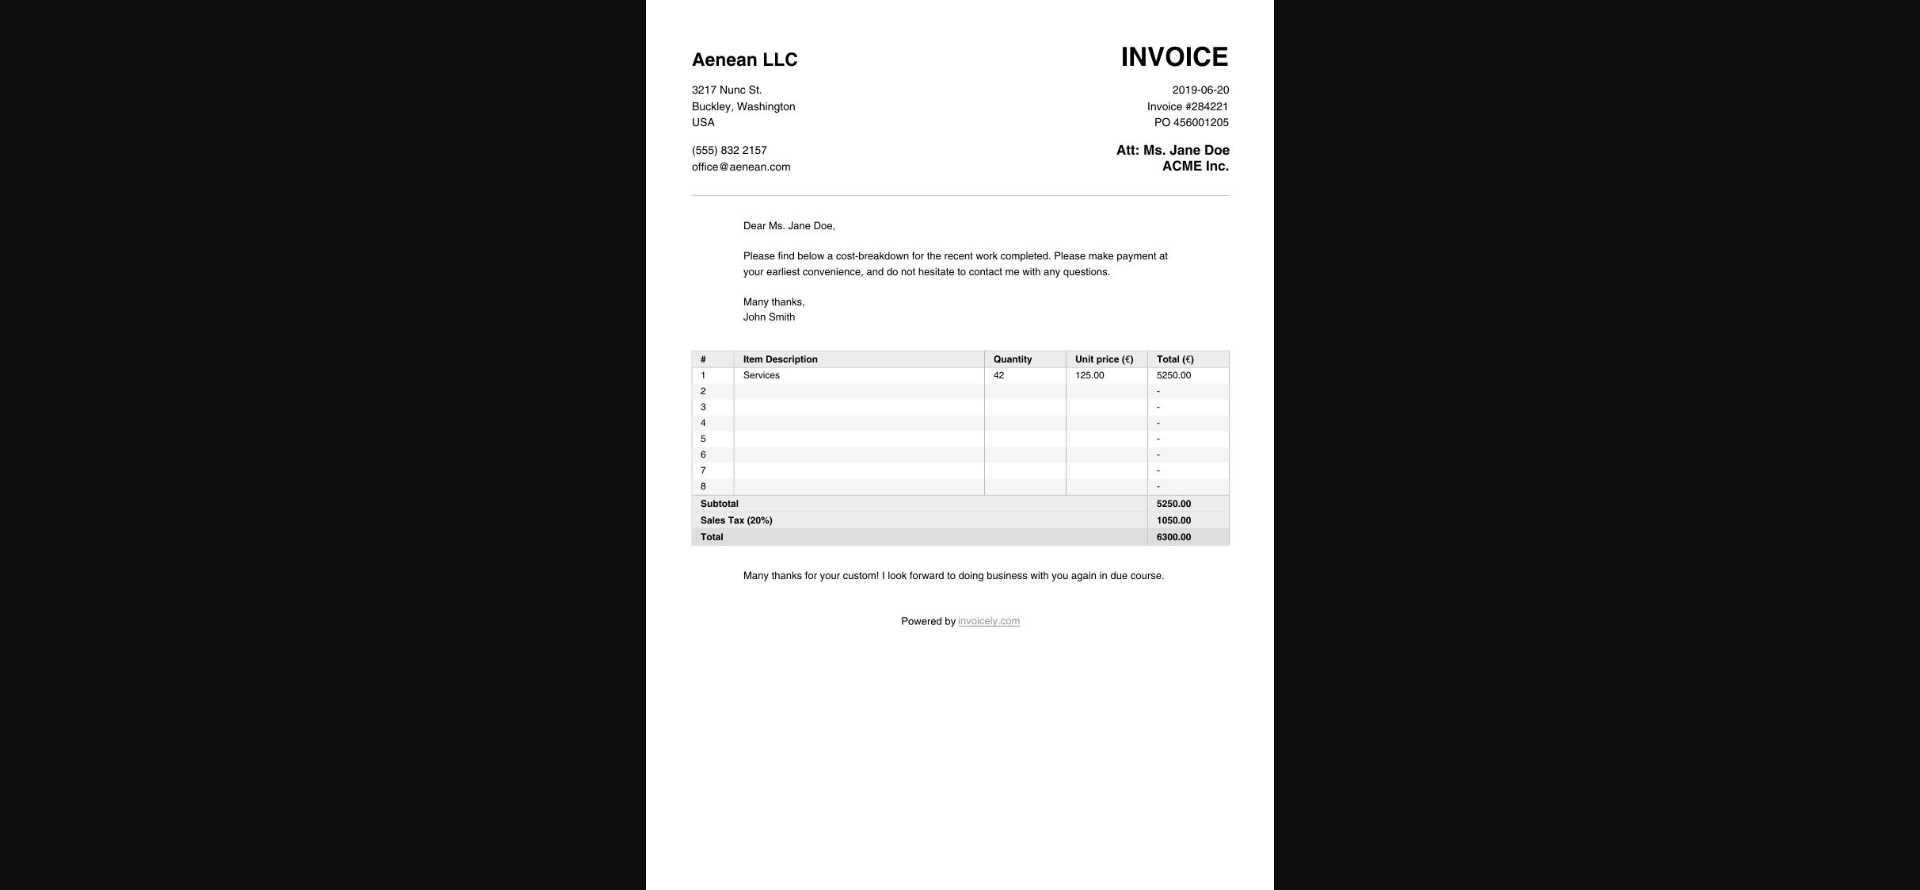 Aenean LLC
INVOICE
3217 Nunc St.
Buckley, Washington
USA
2019-06-20
Invoice #284221
PO 456001205
(555) 832 2157
office@aenean.com
Att: Ms. Jane Doe
ACME Inc.
Dear Ms. Jane Doe,
Please find below a cost-breakdown for the recent work completed. Please make payment at
your earliest convenience, and do not hesitate to contact me with any questions.
Many thanks,
John Smith
# Item Description Quantity Unit price (€) Total (€)
1 Services 42 125.00 5250.00
2 -
3 -
4 -
5 -
6 -
7 -
8 -
Subtotal 5250.00
Sales Tax (20%) 1050.00
Total 6300.00
Many thanks for your custom! I look forward to doing business with you again in due course.
Powered by invoicely.com